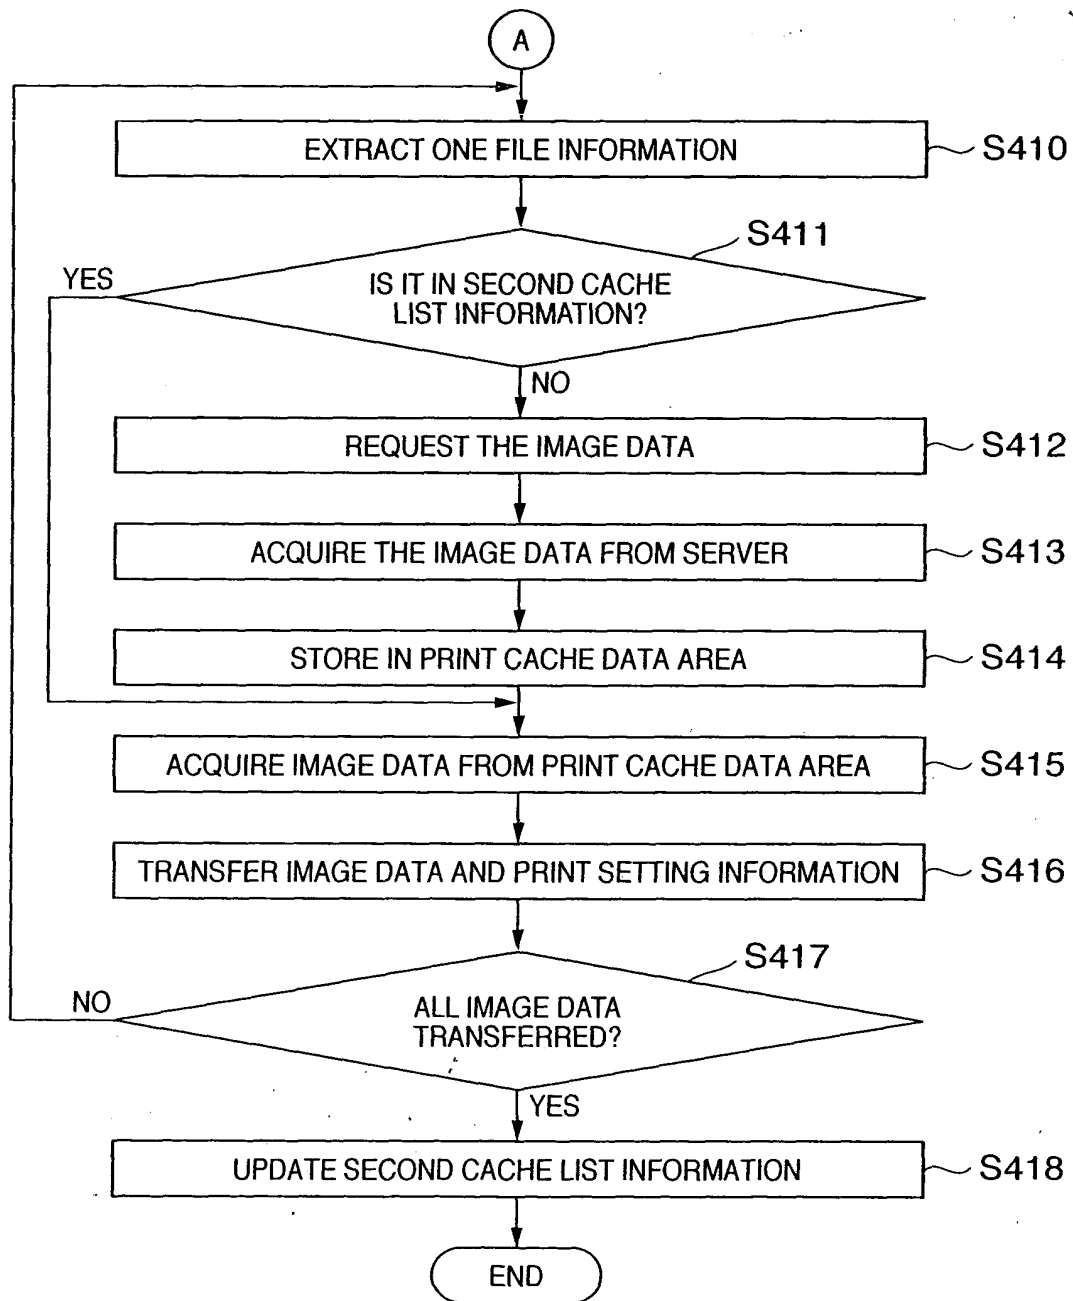 A
EXTRACT ONE FILE INFORMATION
S410
S411
YES
IS IT IN SECOND CACHE
LIST INFORMATION?
NO
REQUEST THE IMAGE DATA
S412
ACQUIRE THE IMAGE DATA FROM SERVER
S413
STORE IN PRINT CACHE DATA AREA
S414
ACQUIRE IMAGE DATA FROM PRINT CACHE DATA AREA
S415
TRANSFER IMAGE DATA AND PRINT SETTING INFORMATION
S416
S417
NO
ALL IMAGE DATA
TRANSFERRED?
YES
UPDATE SECOND CACHE LIST INFORMATION
S418
END